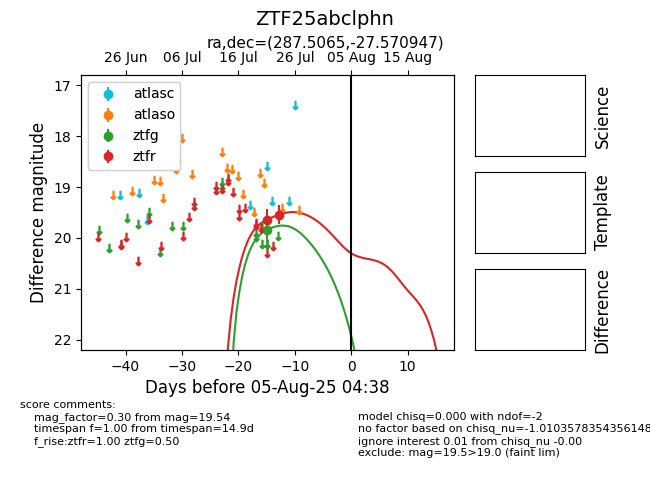 ZTF25abclphn
ra,dec=(287.5065,-27.570947)
26 Jun 06 Jul 16 Jul 26 Jul 05 Aug 15 Aug
17
18
19
20
21
22
Difference magnitude
atlasc
atlaso
ztfg
ztfr
−40 −30 −20 −10 0 10
Days before 05-Aug-25 04:38
Science
Template
Difference
score comments:
mag_factor=0.30 from mag=19.54
timespan f=1.00 from timespan=14.9d
f_rise:ztfr=1.00 ztfg=0.50
model chisq=0.000 with ndof=-2
no factor based on chisq_nu=-1.0103578354356148
ignore interest 0.01 from chisq_nu -0.00
exclude: mag=19.5>19.0 (faint lim)